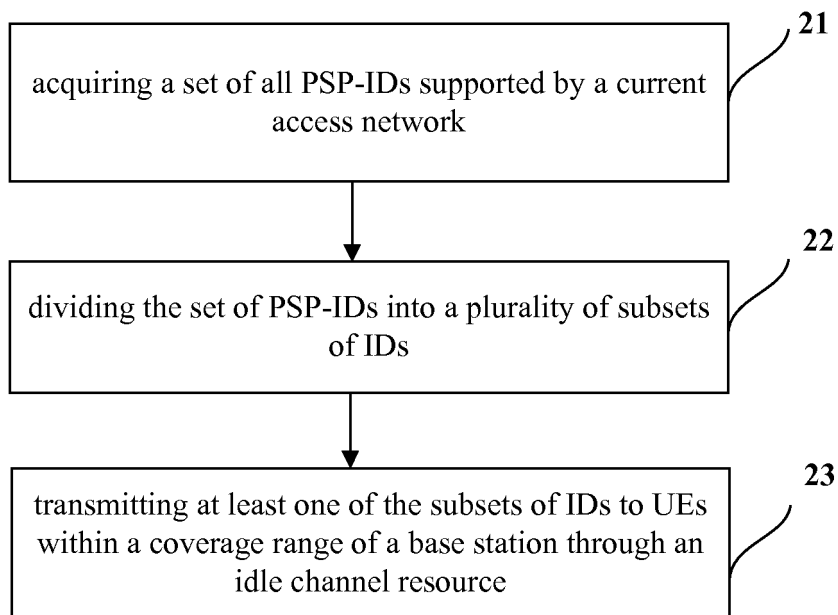 21
acquiring a set of all PSP-IDs supported by a current
access network
22
dividing the set of PSP-IDs into a plurality of subsets
of IDs
23
transmitting at least one of the subsets of IDs to UEs
within a coverage range of a base station through an
idle channel resource